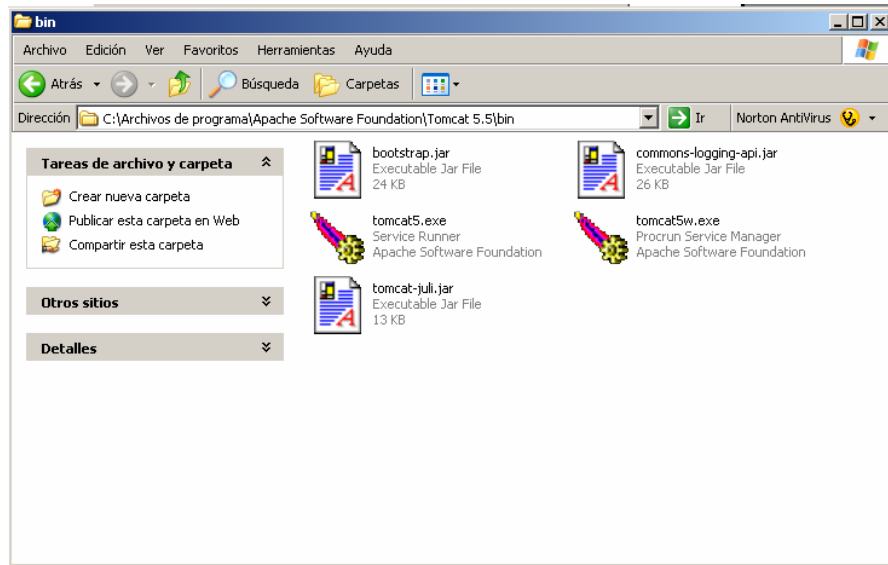 bin
Archivo Edición Ver Favoritos Herramientas Ayuda
Atrás Búsqueda Carpetas
Dirección C:\Archivos de programa\Apache Software Foundation\Tomcat 5.5\bin Ir Norton AntiVirus
Tareas de archivo y carpeta
Crear nueva carpeta
Publicar esta carpeta en Web
Compartir esta carpeta
Otros sitios
Detalles
bootstrap.jar
Executable Jar File
24 KB
commons-logging-api.jar
Executable Jar File
26 KB
tomcat5.exe
Service Runner
Apache Software Foundation
tomcat5w.exe
Procrun Service Manager
Apache Software Foundation
tomcat-juli.jar
Executable Jar File
13 KB